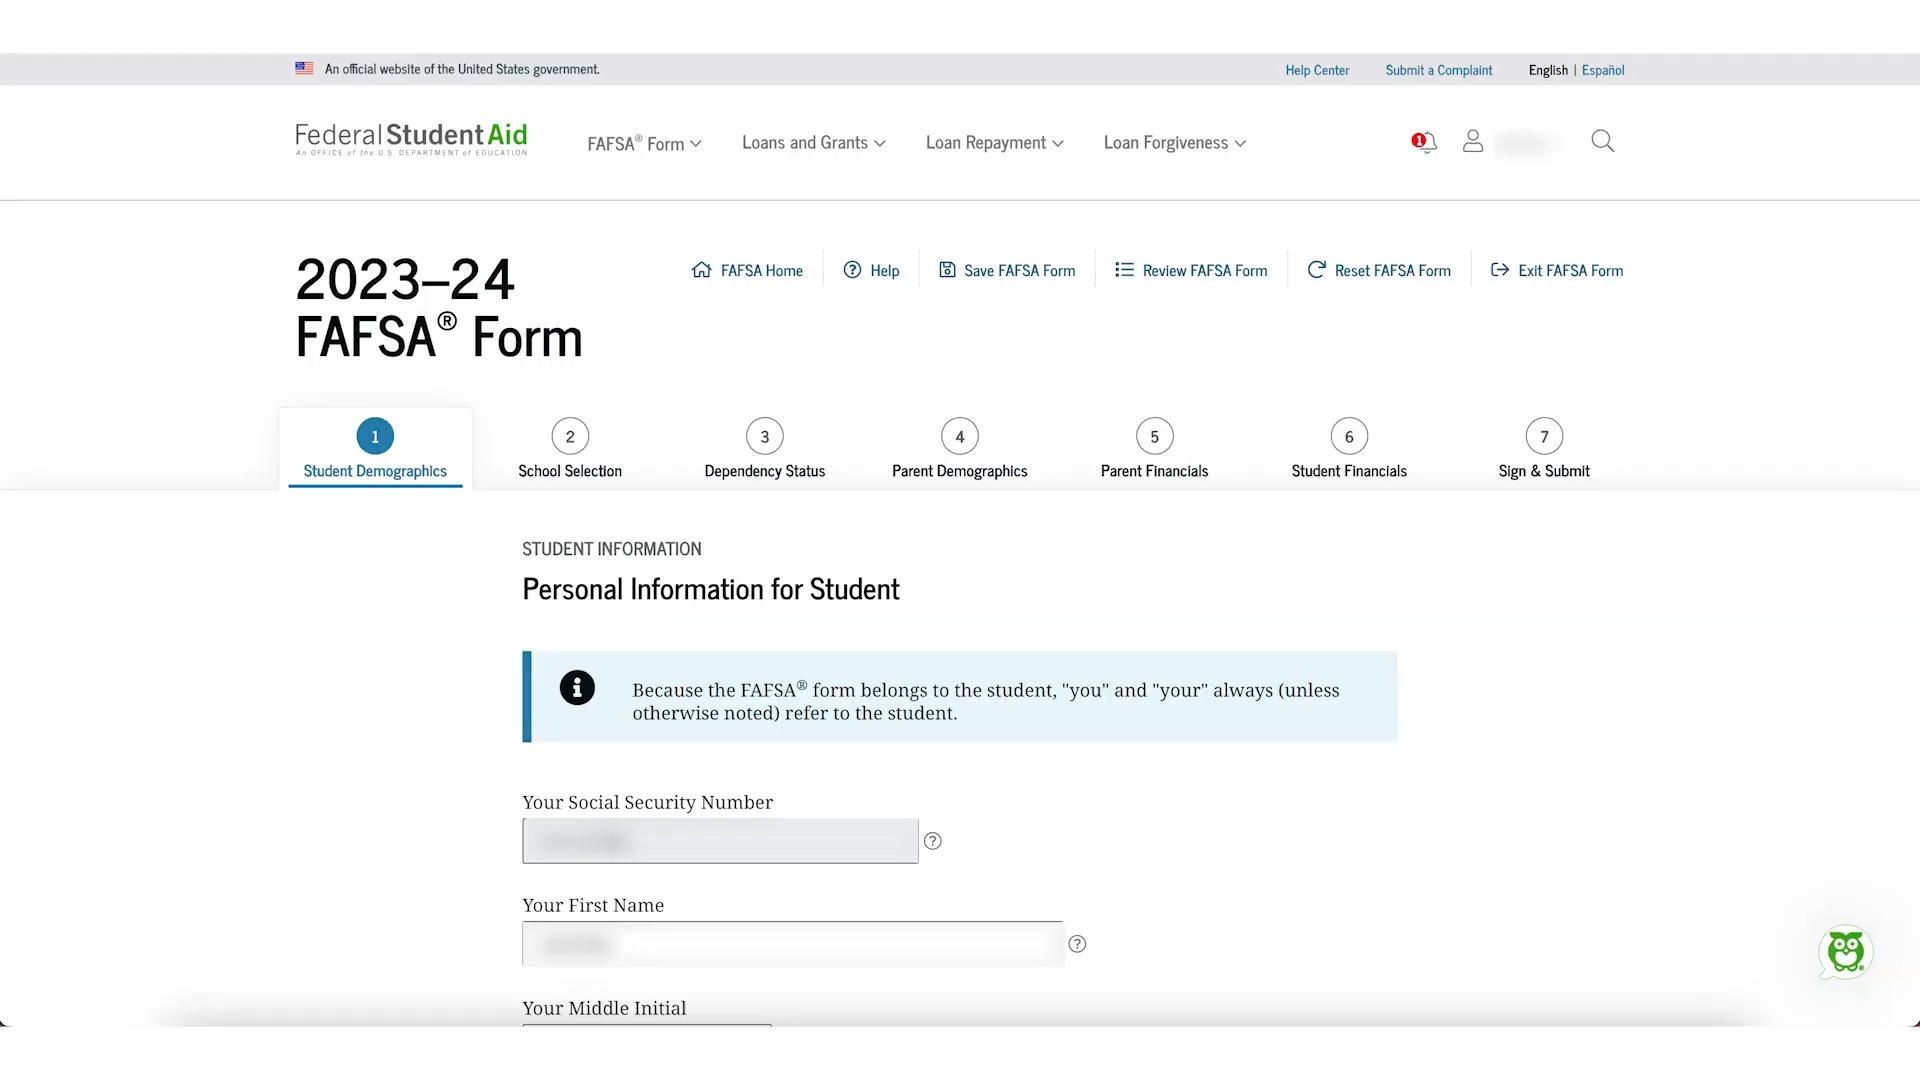 An official website of the United States government.
Help Center
Submit a Complaint
English | Español
Federal StudentAid
An OFFICE of the U.S. DEPARTMENT of EDUCATION
FAFSA® Form
Loans and Grants
Loan Repayment
Loan Forgiveness
1
2023–24
FAFSA® Form
FAFSA Home
Help
Save FAFSA Form
Review FAFSA Form
Reset FAFSA Form
Exit FAFSA Form
1
Student Demographics
2
School Selection
3
Dependency Status
4
Parent Demographics
5
Parent Financials
6
Student Financials
7
Sign & Submit
STUDENT INFORMATION
Personal Information for Student
Because the FAFSA® form belongs to the student, "you" and "your" always (unless
otherwise noted) refer to the student.
Your Social Security Number
Your First Name
Your Middle Initial